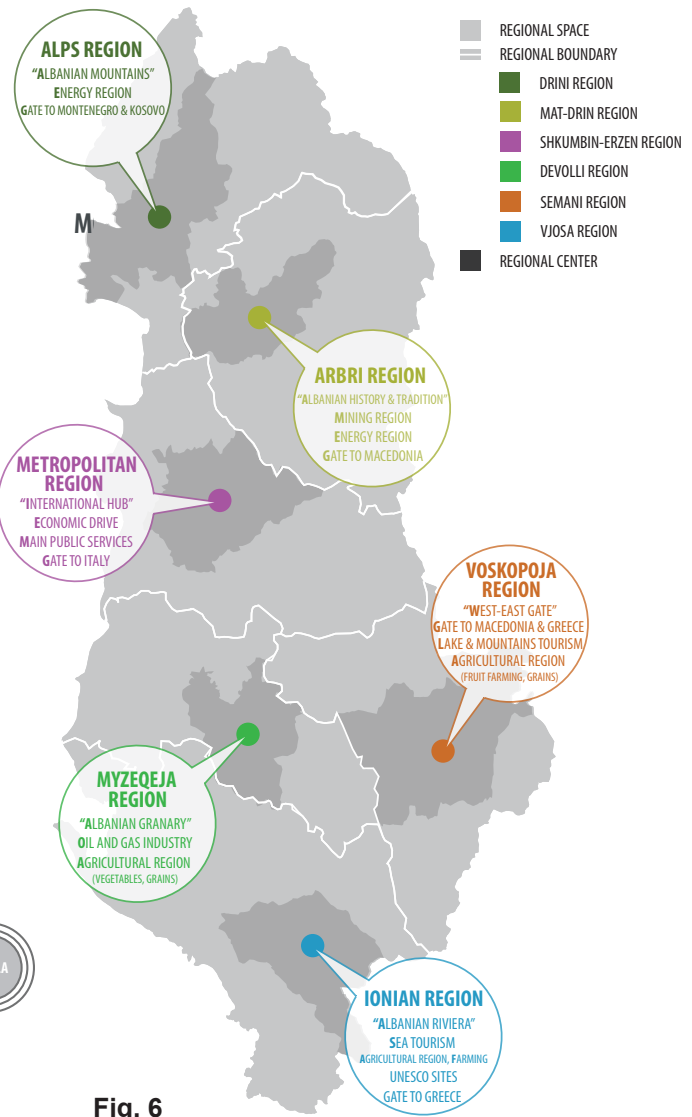 REGIONAL SPACE
REGIONAL BOUNDARY
DRINI REGION
MAT-DRIN REGION
SHKUMBIN-ERZEN REGION
DEVOLLI REGION
SEMANI REGION
VJOSA REGION
REGIONAL CENTER
ALPS REGION
“ALBANIAN MOUNTAINS”
ENERGY REGION
GATE TO MONTENEGRO & KOSOVO
M
ARBRI REGION
“ALBANIAN HISTORY & TRADITION”
MINING REGION
ENERGY REGION
GATE TO MACEDONIA
METROPOLITAN
REGION
“INTERNATIONAL HUB”
ECONOMIC DRIVE
MAIN PUBLIC SERVICES
GATE TO ITALY
VOSKOPOJA
REGION
“WEST-EAST GATE”
GATE TO MACEDONIA & GREECE
LAKE & MOUNTAINS TOURISM
AGRICULTURAL REGION
(FRUIT FARMING, GRAINS)
MYZEQEJA
REGION
“ALBANIAN GRANARY”
OIL AND GAS INDUSTRY
AGRICULTURAL REGION
(VEGETABLES, GRAINS)
IONIAN REGION
“ALBANIAN RIVIERA”
SEA TOURISM
AGRICULTURAL REGION, FARMING
UNESCO SITES
GATE TO GREECE
Fig. 6